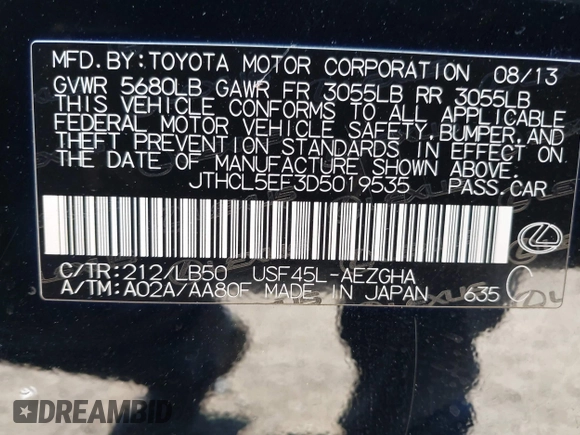 MFD. BY: TOYOTA MOTOR CORPORATION 08/13
GVWR 5680LB GAWR FR 3055LB RR 3055LB
THIS VEHICLE CONFORMS TO ALL APPLICABLE
FEDERAL MOTOR VEHICLE SAFETY, BUMPER, AND
THEFT PREVENTION STANDARDS IN EFFECT ON
THE DATE OF MANUFACTURE SHOWN ABOVE.
JTHCL5EF3D5019535 PASS.CAR
C/TR: 212/LB50 USF45L-AEZGHA
A/TM: A02A/AA80F MADE IN JAPAN 635
DREAMBID